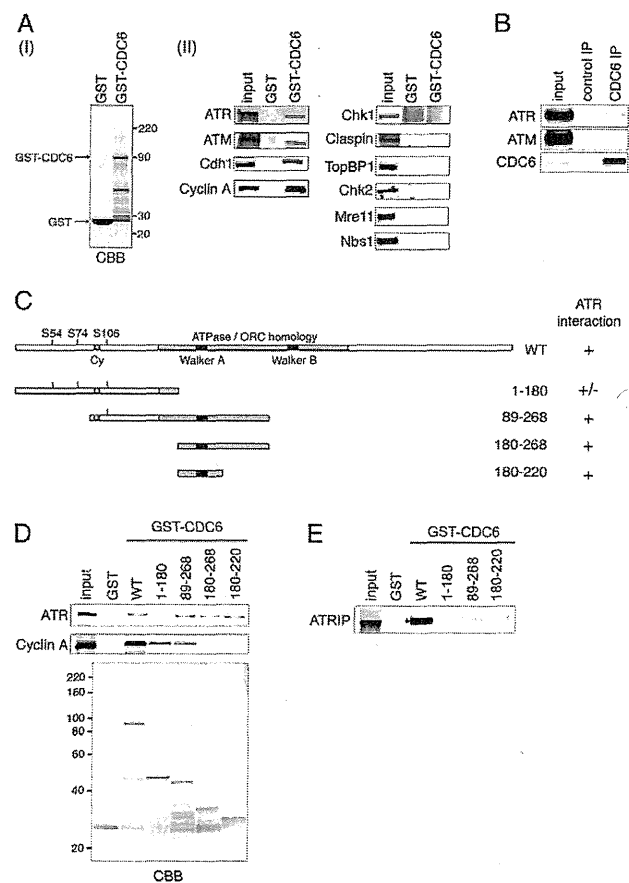 A
(I)
GST
GST-CDC6
220
GST-CDC6
90
GST
30
20
CBB
(II)
input
GST
GST-CDC6
ATR
ATM
Cdh1
Cyclin A
input
GST
GST-CDC6
Chk1
Claspin
TopBP1
Chk2
Mre11
Nbs1
B
input
control IP
CDC6 IP
ATR
ATM
CDC6
C
ATR
interaction
S54 S74 S106
ATPase / ORC homology
Cy
Walker A
Walker B
WT +
1-180 +/-
89-268 +
180-268 +
180-220 +
D
GST-CDC6
input
GST
WT
1-180
89-268
180-268
180-220
ATR
Cyclin A
220
160
100
80
60
40
20
CBB
E
GST-CDC6
input
GST
WT
1-180
89-268
180-220
ATRIP